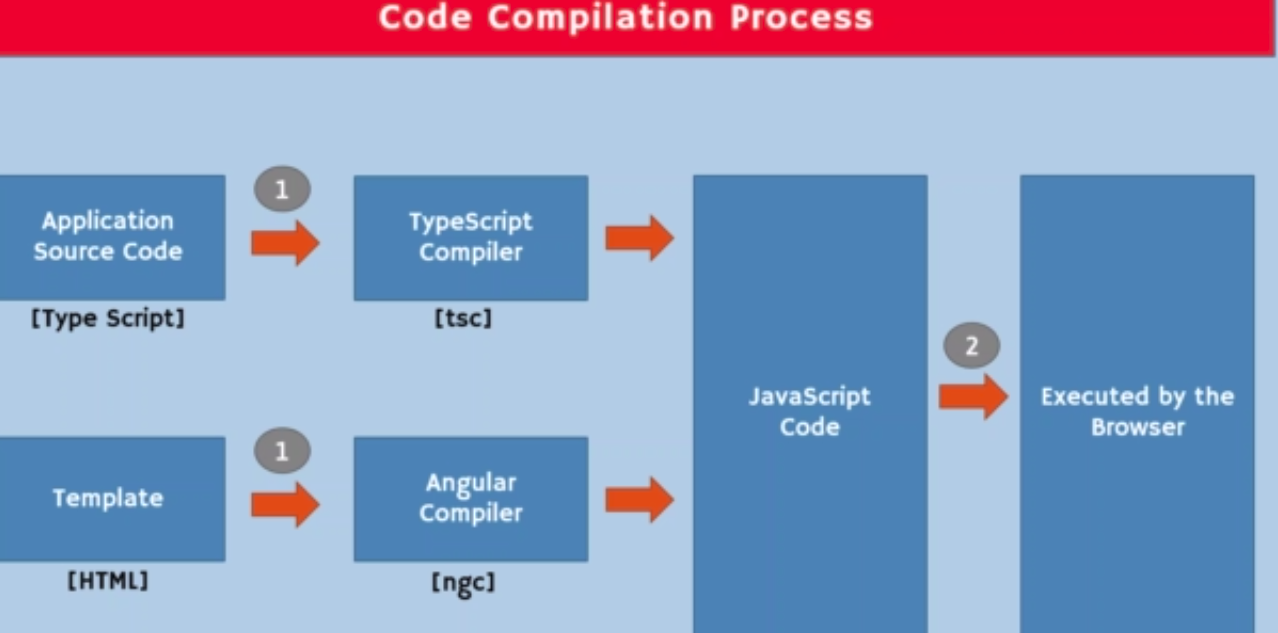 Code Compilation Process
1
Application
Source Code
[Type Script]
TypeScript
Compiler
[tsc]
1
Template
[HTML]
Angular
Compiler
[ngc]
JavaScript
Code
2
Executed by the
Browser